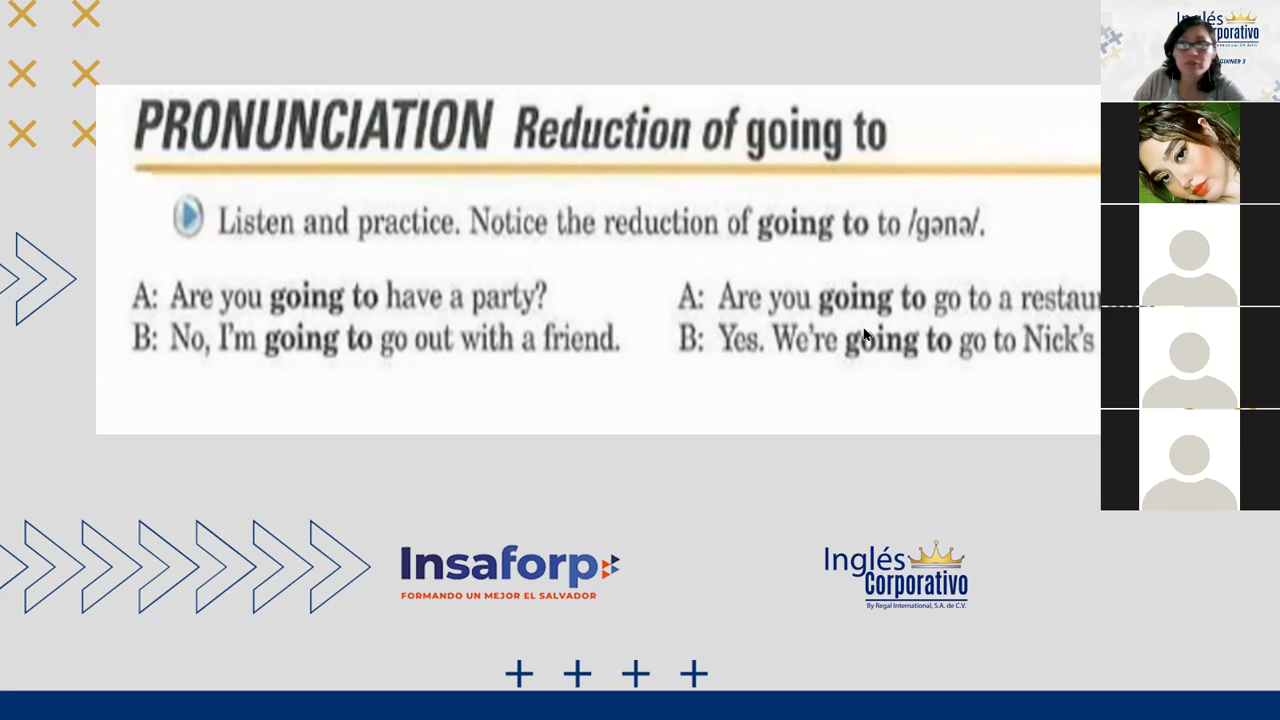 PRONUNCIATION Reduction of going to
Listen and practice. Notice the reduction of going to to /gənə/.
A: Are you going to have a party?
B: No, I'm going to go out with a friend.
A: Are you going to go to a
B: Yes. We're going to go to Nick's
Insaforp
FORMANDO UN MEJOR EL SALVADOR
Inglés
Corporativo
By Regal International, S.A. de C.V.
Inglés